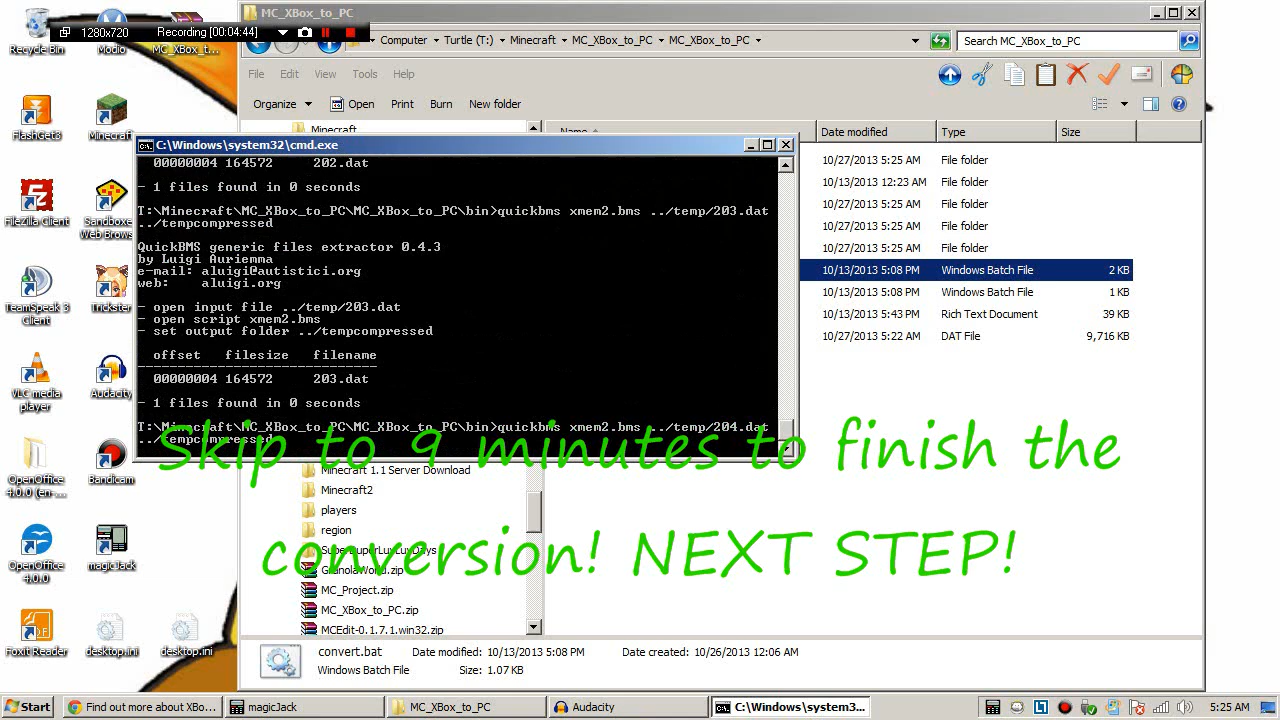 MC_XBox_to_PC
1280x720 Recording [00:04:44]
Recycle Bin
Modio
MC_XBox_t...
Computer Turtle (T:) Minecraft MC_XBox_to_PC MC_XBox_to_PC
Search MC_XBox_to_PC
File Edit View Tools Help
Organize Open Print Burn New folder
Minecraft
Name Date modified Type Size
10/27/2013 5:25 AM File folder
10/13/2013 12:23 AM File folder
10/27/2013 5:25 AM File folder
10/27/2013 5:25 AM File folder
10/27/2013 5:25 AM File folder
10/13/2013 5:08 PM Windows Batch File 2 KB
10/13/2013 5:08 PM Windows Batch File 1 KB
10/13/2013 5:43 PM Rich Text Document 39 KB
10/27/2013 5:22 AM DAT File 9,716 KB
C:\Windows\system32\cmd.exe
00000004 164572 202.dat
- 1 files found in 0 seconds
T:\Minecraft\MC_XBox_to_PC\MC_XBox_to_PC\bin>quickbms xmem2.bms ../temp/203.dat
../tempcompressed
QuickBMS generic files extractor 0.4.3
by Luigi Auriemma
e-mail: aluigi@autistici.org
web: aluigi.org
- open input file ../temp/203.dat
- open script xmem2.bms
- set output folder ../tempcompressed
offset filesize filename
--------------------------------------
00000004 164572 203.dat
- 1 files found in 0 seconds
T:\Minecraft\MC_XBox_to_PC\MC_XBox_to_PC\bin>quickbms xmem2.bms ../temp/204.dat
../tempcompressed
Skip to 9 minutes to finish the
conversion! NEXT STEP!
FlashGet3
Minecraft
FileZilla Client
Sandboxed
Web Brows
TeamSpeak 3
Client
Trickster
VLC media
player
Audacity
OpenOffice
4.0.0 (en-...
Bandicam
OpenOffice
4.0.0
magicJack
Foxit Reader
desktop.ini
desktop.ini
Minecraft 1.1 Server Download
Minecraft2
players
region
SuperDuperLuvLuvDays
GranolaWorld.zip
MC_Project.zip
MC_XBox_to_PC.zip
MCEdit-0.1.7.1.win32.zip
convert.bat Date modified: 10/13/2013 5:08 PM Date created: 10/26/2013 12:06 AM
Windows Batch File Size: 1.07 KB
Start
Find out more about XBo...
magicJack
MC_XBox_to_PC
Audacity
C:\Windows\system3...
5:25 AM